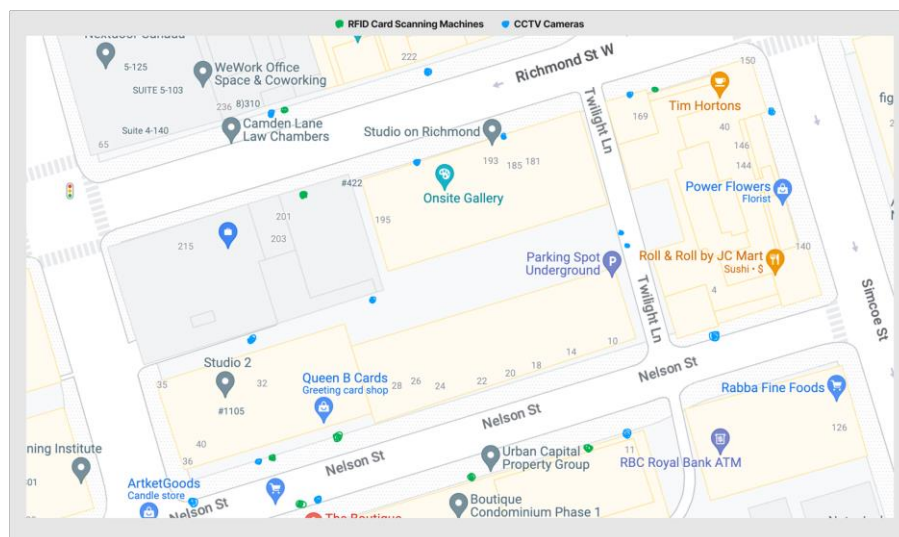 RFID Card Scanning Machines
CCTV Cameras
5-125
WeWork Office
Space & Coworking
222
Richmond St W
150
SUITE 5-103
236
8)310
Tim Hortons
fig
Suite 4-140
Camden Lane
Law Chambers
Studio on Richmond
Twilight Ln
169
40
65
146
193
185
181
144
#422
Onsite Gallery
Power Flowers
Florist
201
195
203
215
140
Parking Spot
Underground
Roll & Roll by JC Mart
Sushi • $
Twilight Ln
4
Simcoe St
10
14
Studio 2
18
20
Nelson St
35
32
Queen B Cards
Greeting card shop
28
26
24
22
Rabba Fine Foods
#1105
Nelson St
126
40
11
ning Institute
36
Nelson St
Urban Capital
Property Group
RBC Royal Bank ATM
ArtketGoods
Candle store
Nelson St
Boutique
Condominium Phase 1
The Boutique